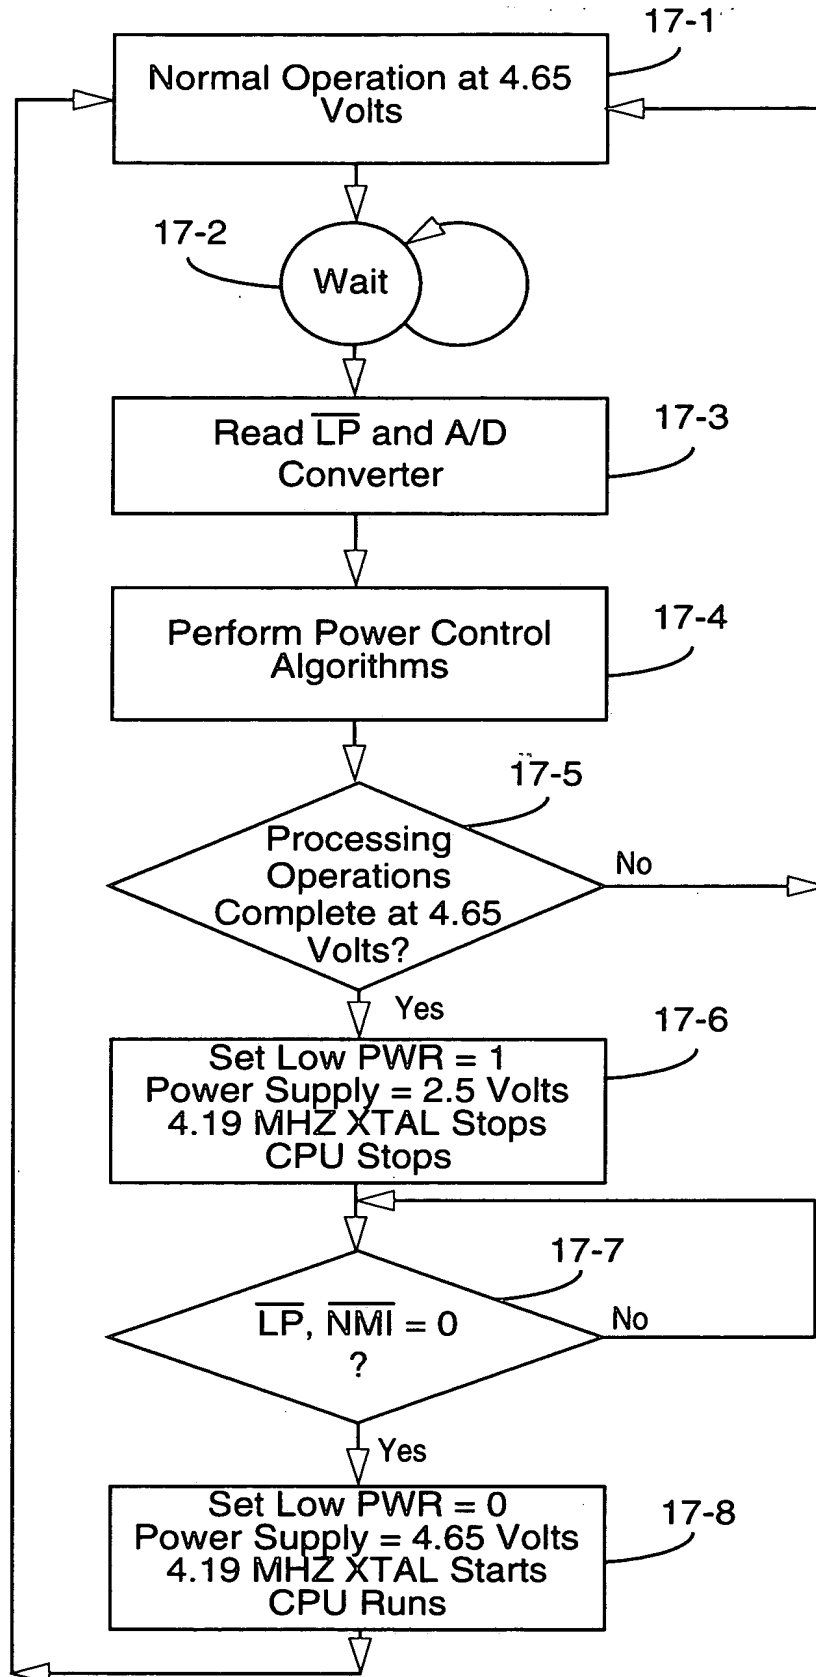 17-1
Normal Operation at 4.65
Volts
17-2
Wait
17-3
Read L̅P̅ and A/D
Converter
17-4
Perform Power Control
Algorithms
17-5
Processing
Operations
Complete at 4.65
Volts?
No
Yes
17-6
Set Low PWR = 1
Power Supply = 2.5 Volts
4.19 MHZ XTAL Stops
CPU Stops
17-7
L̅P̅, N̅M̅I̅ = 0
?
No
Yes
17-8
Set Low PWR = 0
Power Supply = 4.65 Volts
4.19 MHZ XTAL Starts
CPU Runs